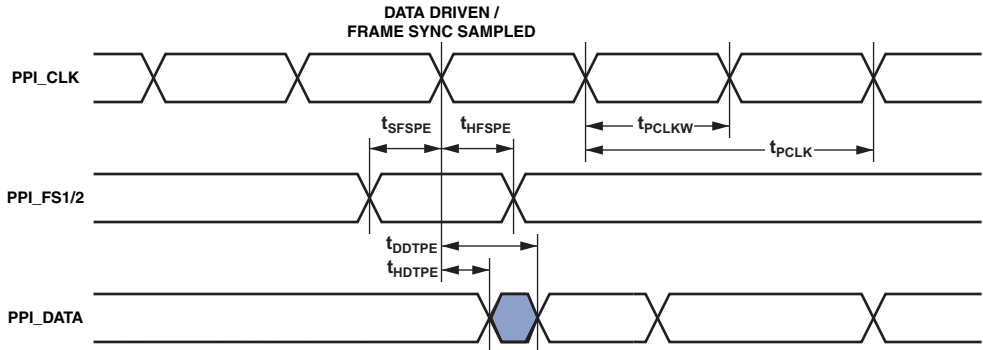 DATA DRIVEN /
FRAME SYNC SAMPLED
PPI_CLK
tSFSPE
tHFSPE
tPCLKW
tPCLK
PPI_FS1/2
tDDTPE
tHDTPE
PPI_DATA